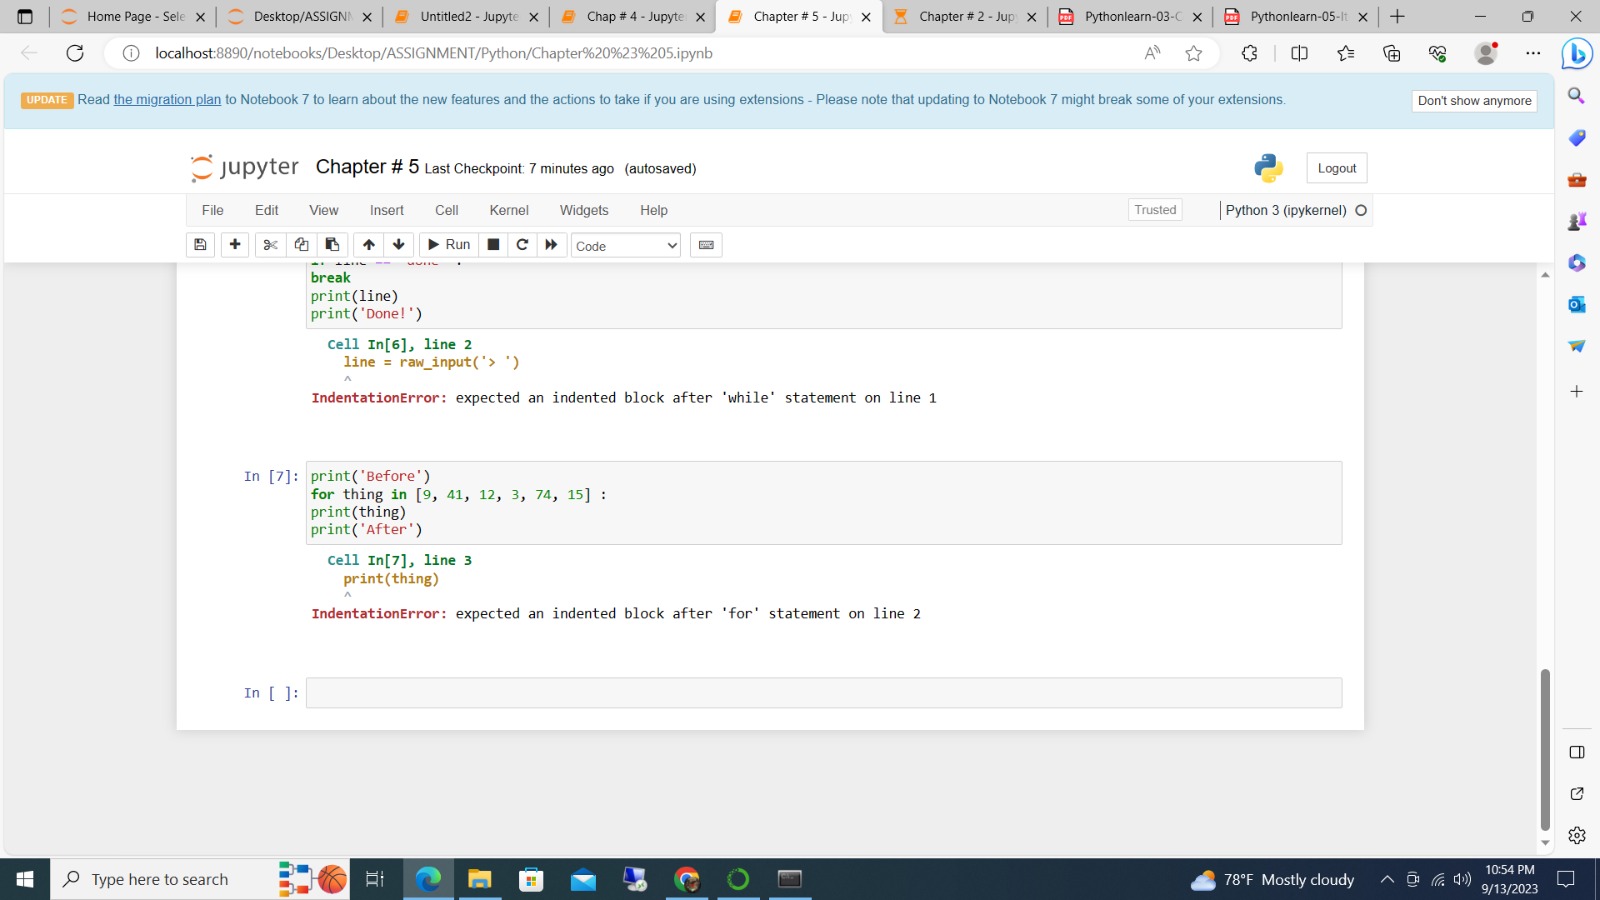 Home Page - Sele
Desktop/ASSIGNM
Untitled2 - Jupyte
Chap # 4 - Jupyte
Chapter # 5 - Jup
Chapter # 2 - Jup
Pythonlearn-03-C
Pythonlearn-05-It
localhost:8890/notebooks/Desktop/ASSIGNMENT/Python/Chapter%20%23%205.ipynb
UPDATE Read the migration plan to Notebook 7 to learn about the new features and the actions to take if you are using extensions - Please note that updating to Notebook 7 might break some of your extensions.
Don't show anymore
jupyter Chapter # 5 Last Checkpoint: 7 minutes ago (autosaved)
Logout
File Edit View Insert Cell Kernel Widgets Help
Trusted
Python 3 (ipykernel)
Run
Code
break
print(line)
print('Done!')
Cell In[6], line 2
line = raw_input('> ')
^
IndentationError: expected an indented block after 'while' statement on line 1
In [7]: print('Before')
for thing in [9, 41, 12, 3, 74, 15] :
print(thing)
print('After')
Cell In[7], line 3
print(thing)
^
IndentationError: expected an indented block after 'for' statement on line 2
In [ ]:
Type here to search
78°F Mostly cloudy
10:54 PM
9/13/2023